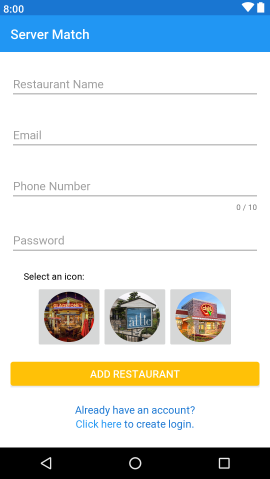 8:00
Server Match
Restaurant Name
Email
Phone Number
0 / 10
Password
Select an icon:
ADD RESTAURANT
Already have an account?
Click here to create login.